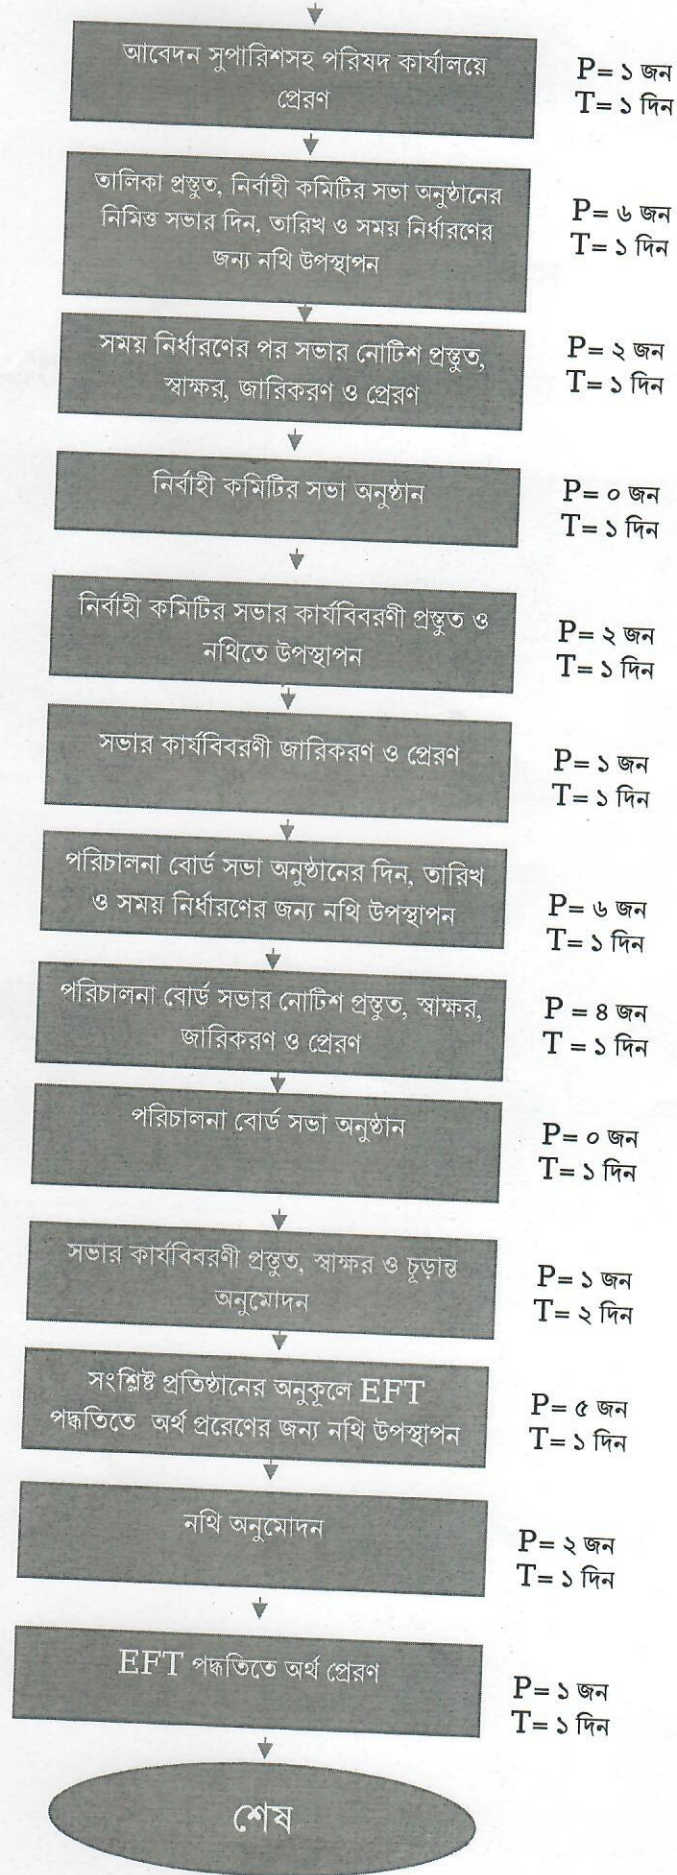 আবেদন সুপারিশসহ পরিষদ কার্যালয়ে
প্রেরণ
P= ১ জন
T= ১ দিন
তালিকা প্রস্তুত, নির্বাহী কমিটির সভা অনুষ্ঠানের
নিমিত্ত সভার দিন. তারিখ ও সময় নির্ধারণের
জন্য নথি উপস্থাপন
P= ৬ জন
T= ১ দিন
সময় নির্ধারণের পর সভার নোটিশ প্রস্তুত,
স্বাক্ষর, জারিকরণ ও প্রেরণ
P= ২ জন
T= ১ দিন
নির্বাহী কমিটির সভা অনুষ্ঠান
P= ০ জন
T= ১ দিন
নির্বাহী কমিটির সভার কার্যবিবরণী প্রস্তুত ও
নথিতে উপস্থাপন
P= ২ জন
T= ১ দিন
সভার কার্যবিবরণী জারিকরণ ও প্রেরণ
P= ১ জন
T= ১ দিন
পরিচালনা বোর্ড সভা অনুষ্ঠানের দিন, তারিখ
ও সময় নির্ধারণের জন্য নথি উপস্থাপন
P= ৬ জন
T= ১ দিন
পরিচালনা বোর্ড সভার নোটিশ প্রস্তুত, স্বাক্ষর,
জারিকরণ ও প্রেরণ
P = ৪ জন
T = ১ দিন
পরিচালনা বোর্ড সভা অনুষ্ঠান
P= ০ জন
T= ১ দিন
সভার কার্যবিবরণী প্রস্তুত, স্বাক্ষর ও চূড়ান্ত
অনুমোদন
P= ১ জন
T= ২ দিন
সংশ্লিষ্ট প্রতিষ্ঠানের অনুকূলে EFT
পদ্ধতিতে অর্থ প্ররেণের জন্য নথি উপস্থাপন
P= ৫ জন
T= ১ দিন
নথি অনুমোদন
P= ২ জন
T= ১ দিন
EFT পদ্ধতিতে অর্থ প্রেরণ
P= ১ জন
T= ১ দিন
শেষ